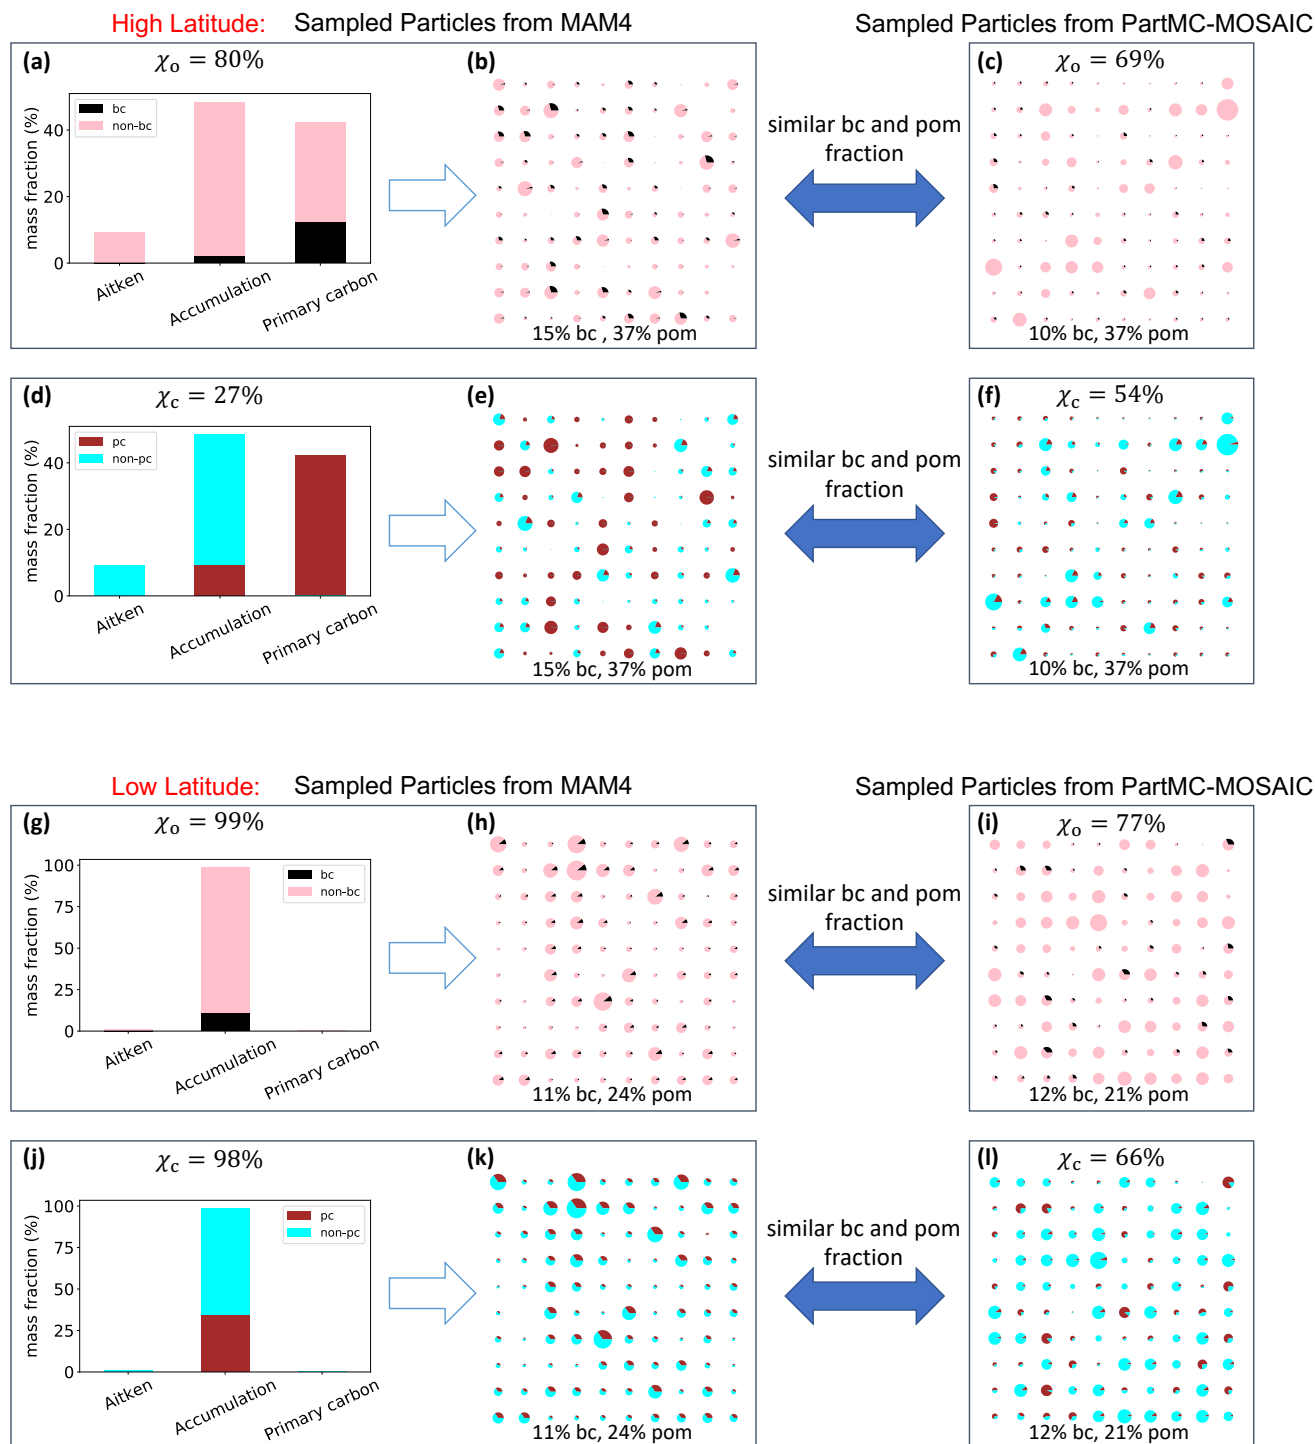 High Latitude: Sampled Particles from MAM4
Sampled Particles from PartMC-MOSAIC
(a)
χo = 80%
bc
non-bc
mass fraction (%)
40
20
0
Aitken
Accumulation
Primary carbon
(b)
15% bc , 37% pom
similar bc and pom
fraction
(c)
χo = 69%
10% bc, 37% pom
(d)
χc = 27%
pc
non-pc
mass fraction (%)
40
20
0
Aitken
Accumulation
Primary carbon
(e)
15% bc, 37% pom
similar bc and pom
fraction
(f)
χc = 54%
10% bc, 37% pom
Low Latitude: Sampled Particles from MAM4
Sampled Particles from PartMC-MOSAIC
(g)
χo = 99%
bc
non-bc
mass fraction (%)
100
75
50
25
0
Aitken
Accumulation
Primary carbon
(h)
11% bc, 24% pom
similar bc and pom
fraction
(i)
χo = 77%
12% bc, 21% pom
(j)
χc = 98%
pc
non-pc
mass fraction (%)
100
75
50
25
0
Aitken
Accumulation
Primary carbon
(k)
11% bc, 24% pom
similar bc and pom
fraction
(l)
χc = 66%
12% bc, 21% pom